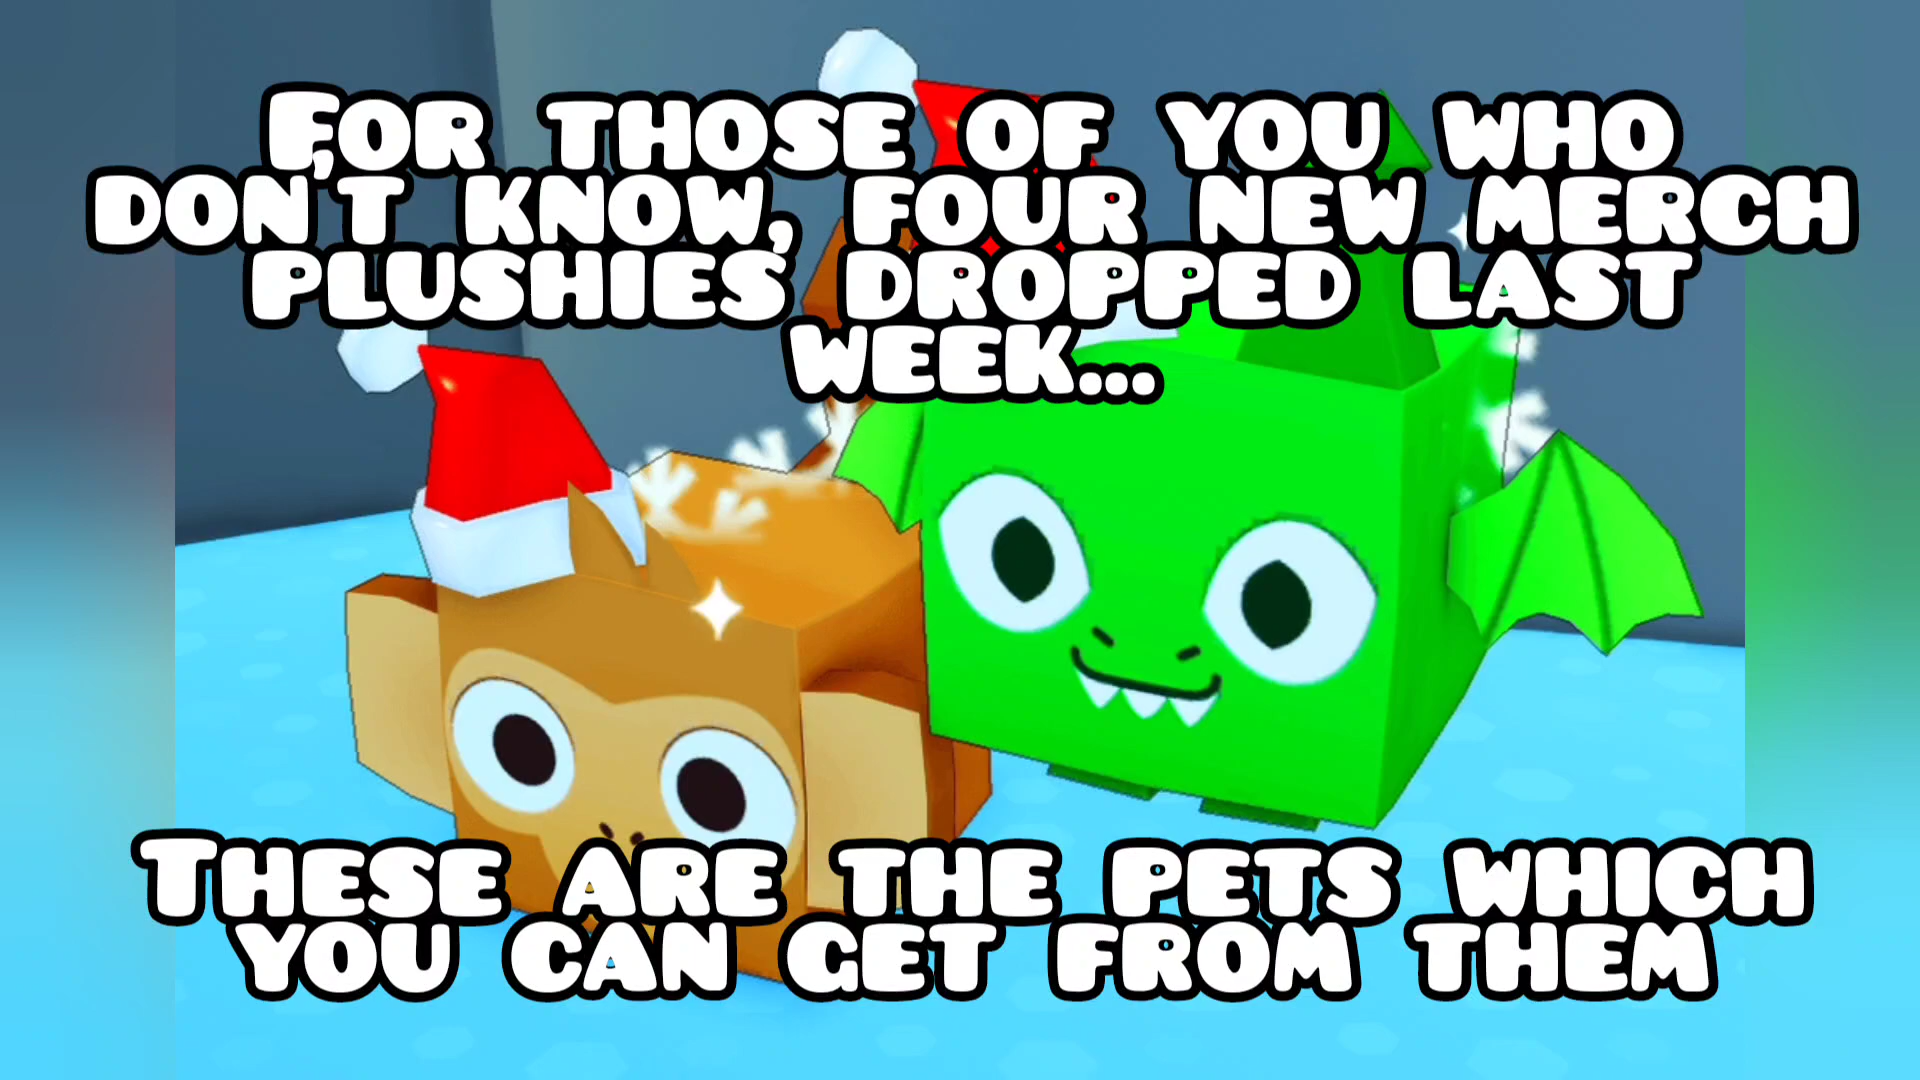 FOR THOSE OF YOU WHO
DON'T KNOW, FOUR NEW MERCH
PLUSHIES DROPPED LAST
WEEK...
THESE ARE THE PETS WHICH
YOU CAN GET FROM THEM